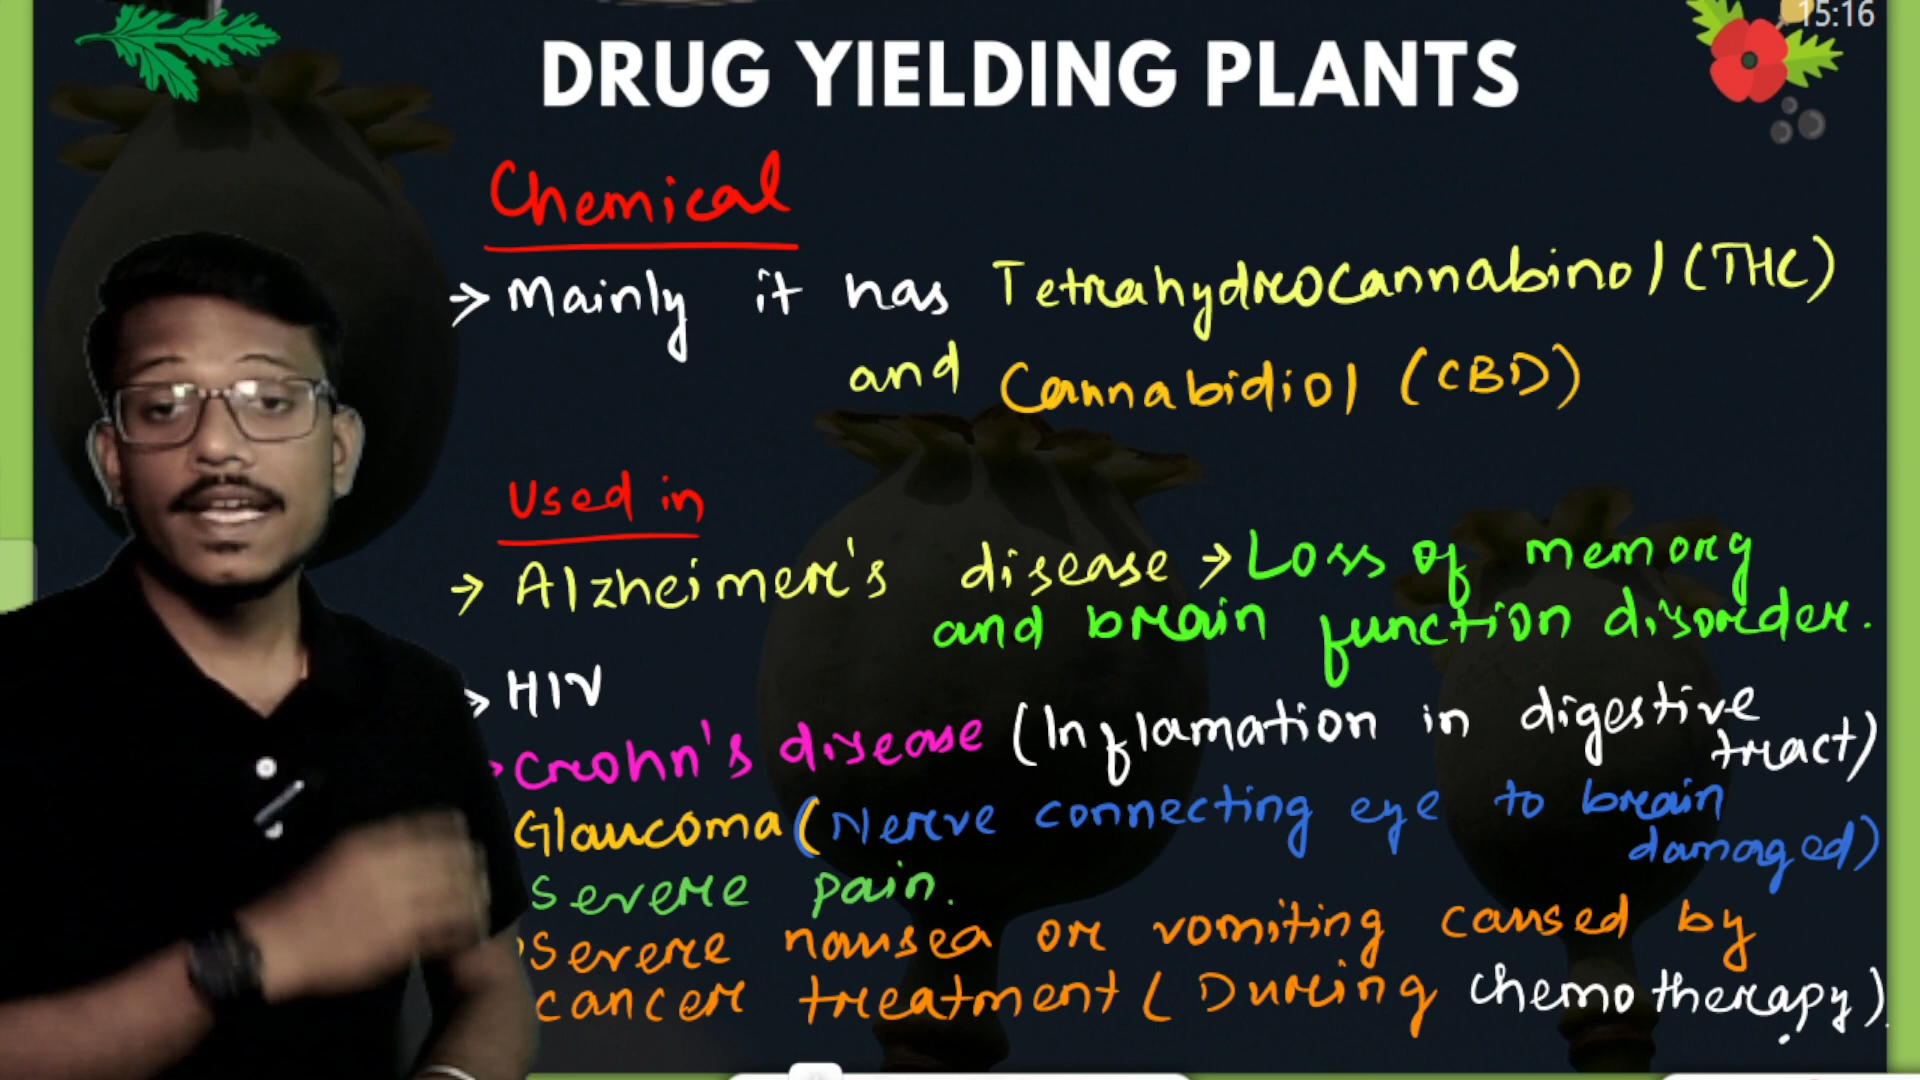 15:16
DRUG YIELDING PLANTS
Chemical
→ Mainly it has Tetrahydrocannabinol (THC)
and Cannabidiol (CBD)
Used in
→ Alzheimer's disease → Loss of memory
and brain function disorder.
→ HIV
Crohn's disease (Inflamation in digestive
tract)
Glaucoma (Nerve connecting eye to brain
damaged)
Severe pain.
Severe nausea or vomiting caused by
cancer treatment (During chemotherapy)